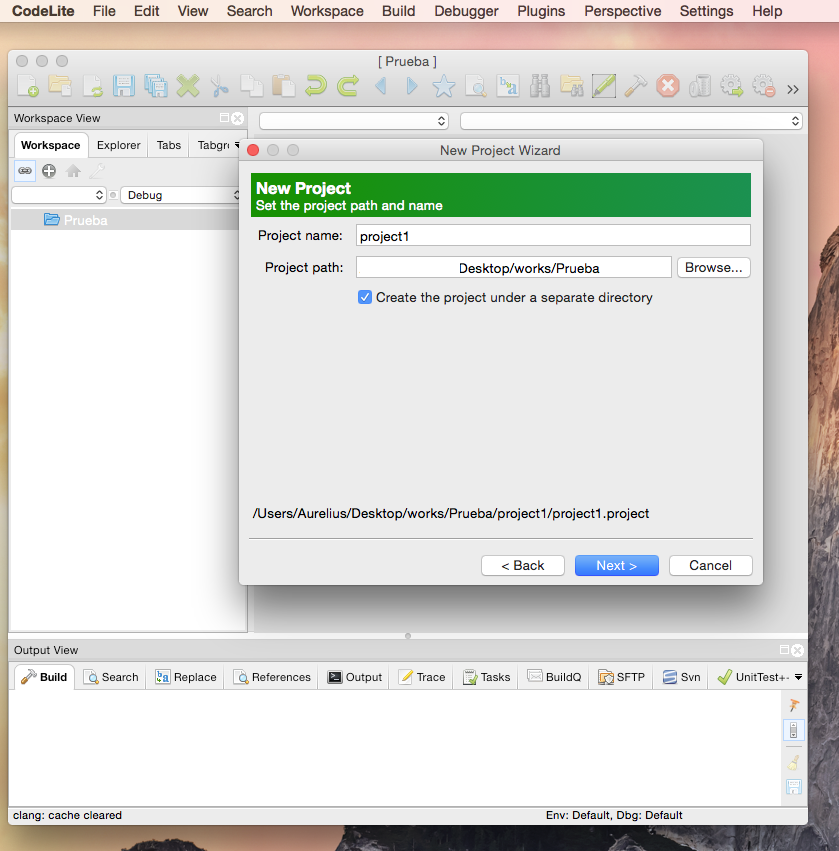 CodeLite File Edit View Search Workspace Build Debugger Plugins Perspective Settings Help
[ Prueba ]
Workspace View
Workspace Explorer Tabs Tabgr
Debug
Prueba
New Project Wizard
New Project
Set the project path and name
Project name: project1
Project path: Desktop/works/Prueba Browse...
Create the project under a separate directory
/Users/Aurelius/Desktop/works/Prueba/project1/project1.project
< Back Next > Cancel
Output View
Build Search Replace References Output Trace Tasks BuildQ SFTP Svn UnitTest+-
clang: cache cleared Env: Default, Dbg: Default